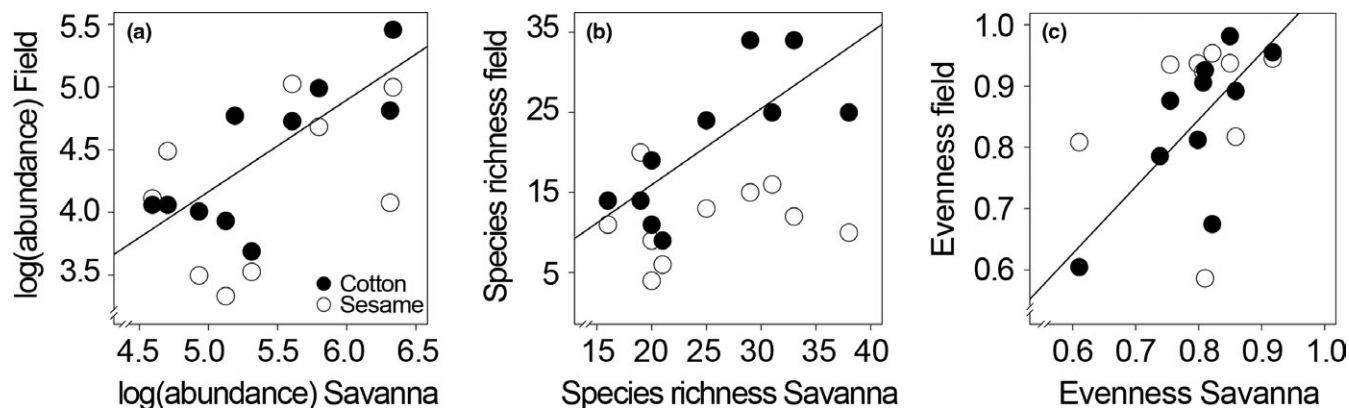 (a)
log(abundance) Field
5.5
5.0
4.5
4.0
3.5
Cotton
Sesame
4.5 5.0 5.5 6.0 6.5
log(abundance) Savanna
(b)
Species richness field
35
25
15
5
15 20 25 30 35 40
Species richness Savanna
(c)
Evenness field
1.0
0.9
0.8
0.7
0.6
0.6 0.7 0.8 0.9 1.0
Evenness Savanna